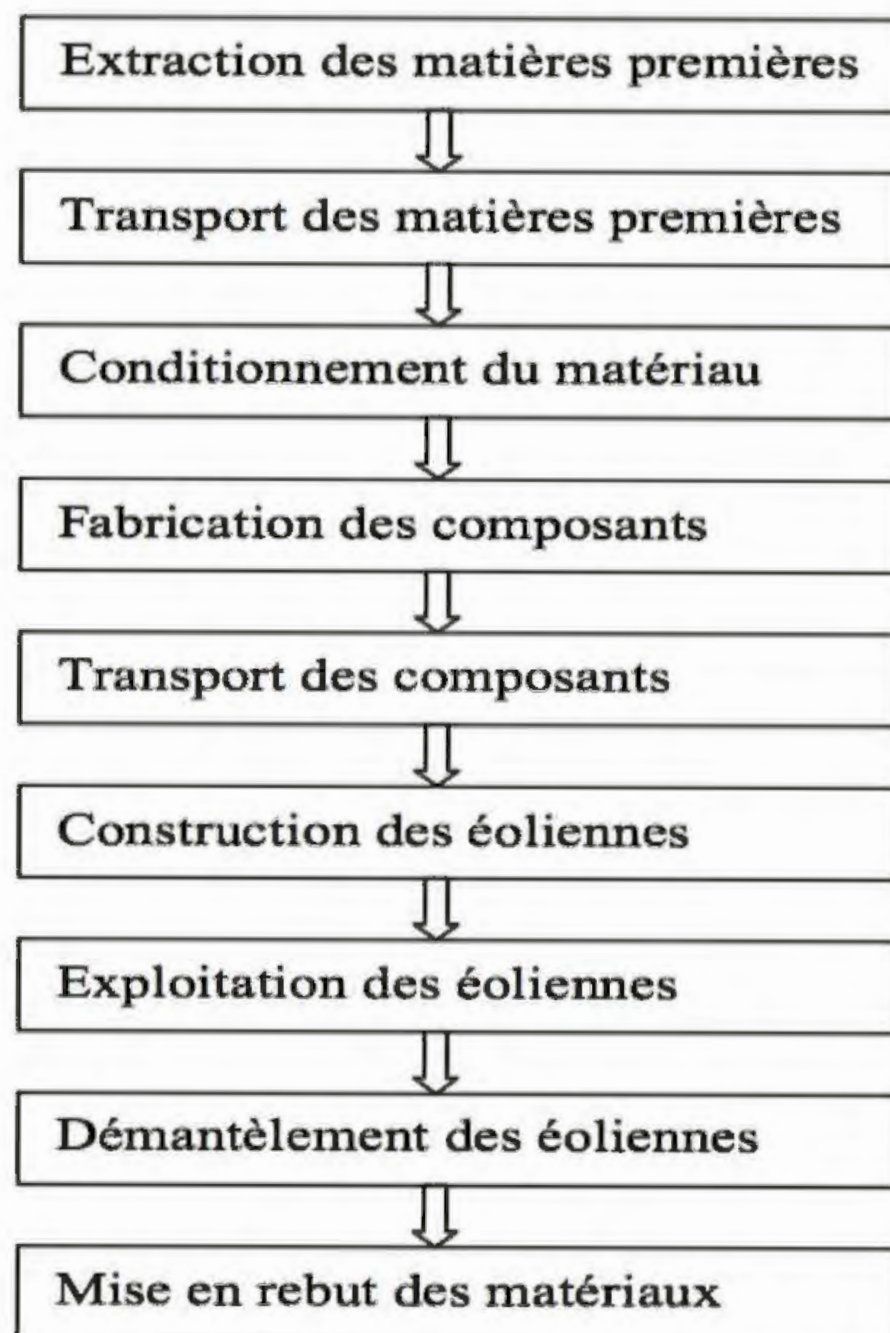 Extraction des matières premières
Transport des matières premières
Conditionnement du matériau
Fabrication des composants
Transport des composants
Construction des éoliennes
Exploitation des éoliennes
Démantèlement des éoliennes
Mise en rebut des matériaux